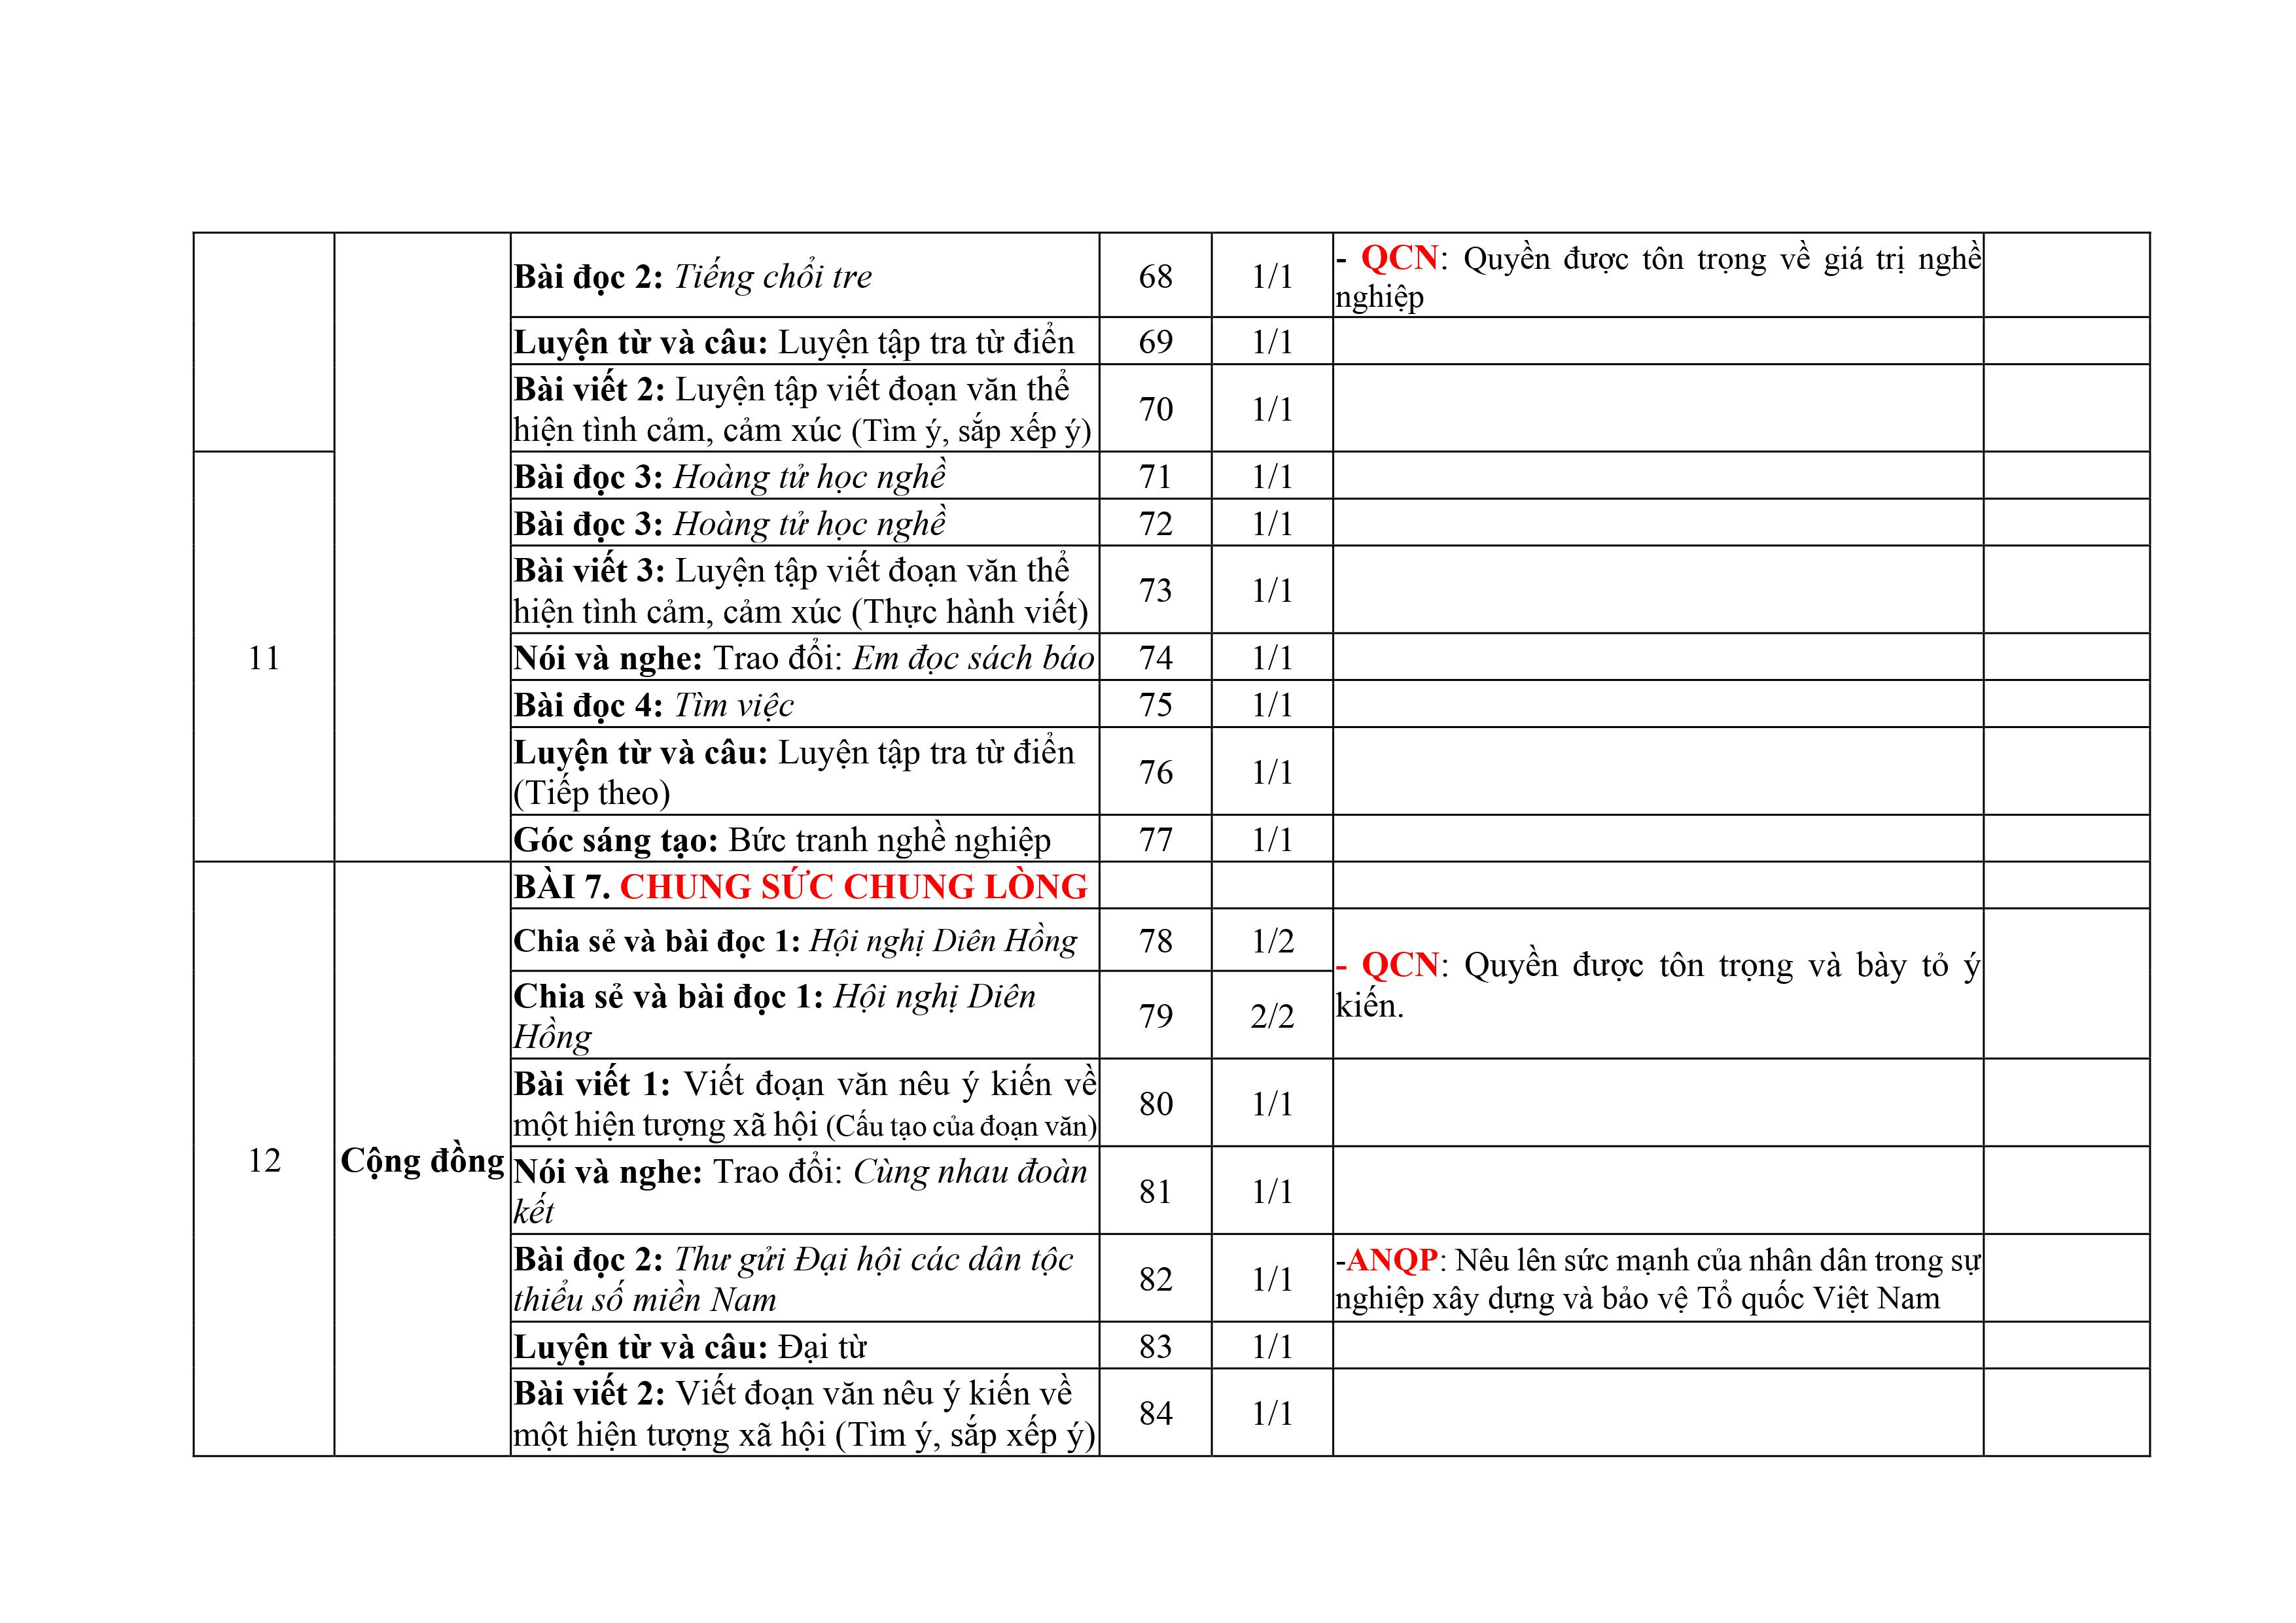 Bài đọc 2: Tiếng chổi tre 68 1/1 - QCN: Quyền được tôn trọng về giá trị nghề
nghiệp
Luyện từ và câu: Luyện tập tra từ điển 69 1/1
Bài viết 2: Luyện tập viết đoạn văn thể
hiện tình cảm, cảm xúc (Tìm ý, sắp xếp ý) 70 1/1
11
Bài đọc 3: Hoàng tử học nghề 71 1/1
Bài đọc 3: Hoàng tử học nghề 72 1/1
Bài viết 3: Luyện tập viết đoạn văn thể
hiện tình cảm, cảm xúc (Thực hành viết) 73 1/1
Nói và nghe: Trao đổi: Em đọc sách báo 74 1/1
Bài đọc 4: Tìm việc 75 1/1
Luyện từ và câu: Luyện tập tra từ điển
(Tiếp theo) 76 1/1
Góc sáng tạo: Bức tranh nghề nghiệp 77 1/1
12 Cộng đồng
BÀI 7. CHUNG SỨC CHUNG LÒNG
Chia sẻ và bài đọc 1: Hội nghị Diên Hồng 78 1/2
- QCN: Quyền được tôn trọng và bày tỏ ý
kiến.
Chia sẻ và bài đọc 1: Hội nghị Diên
Hồng 79 2/2
Bài viết 1: Viết đoạn văn nêu ý kiến về
một hiện tượng xã hội (Cấu tạo của đoạn văn) 80 1/1
Nói và nghe: Trao đổi: Cùng nhau đoàn
kết 81 1/1
Bài đọc 2: Thư gửi Đại hội các dân tộc
thiểu số miền Nam 82 1/1
-ANQP: Nêu lên sức mạnh của nhân dân trong sự
nghiệp xây dựng và bảo vệ Tổ quốc Việt Nam
Luyện từ và câu: Đại từ 83 1/1
Bài viết 2: Viết đoạn văn nêu ý kiến về
một hiện tượng xã hội (Tìm ý, sắp xếp ý) 84 1/1